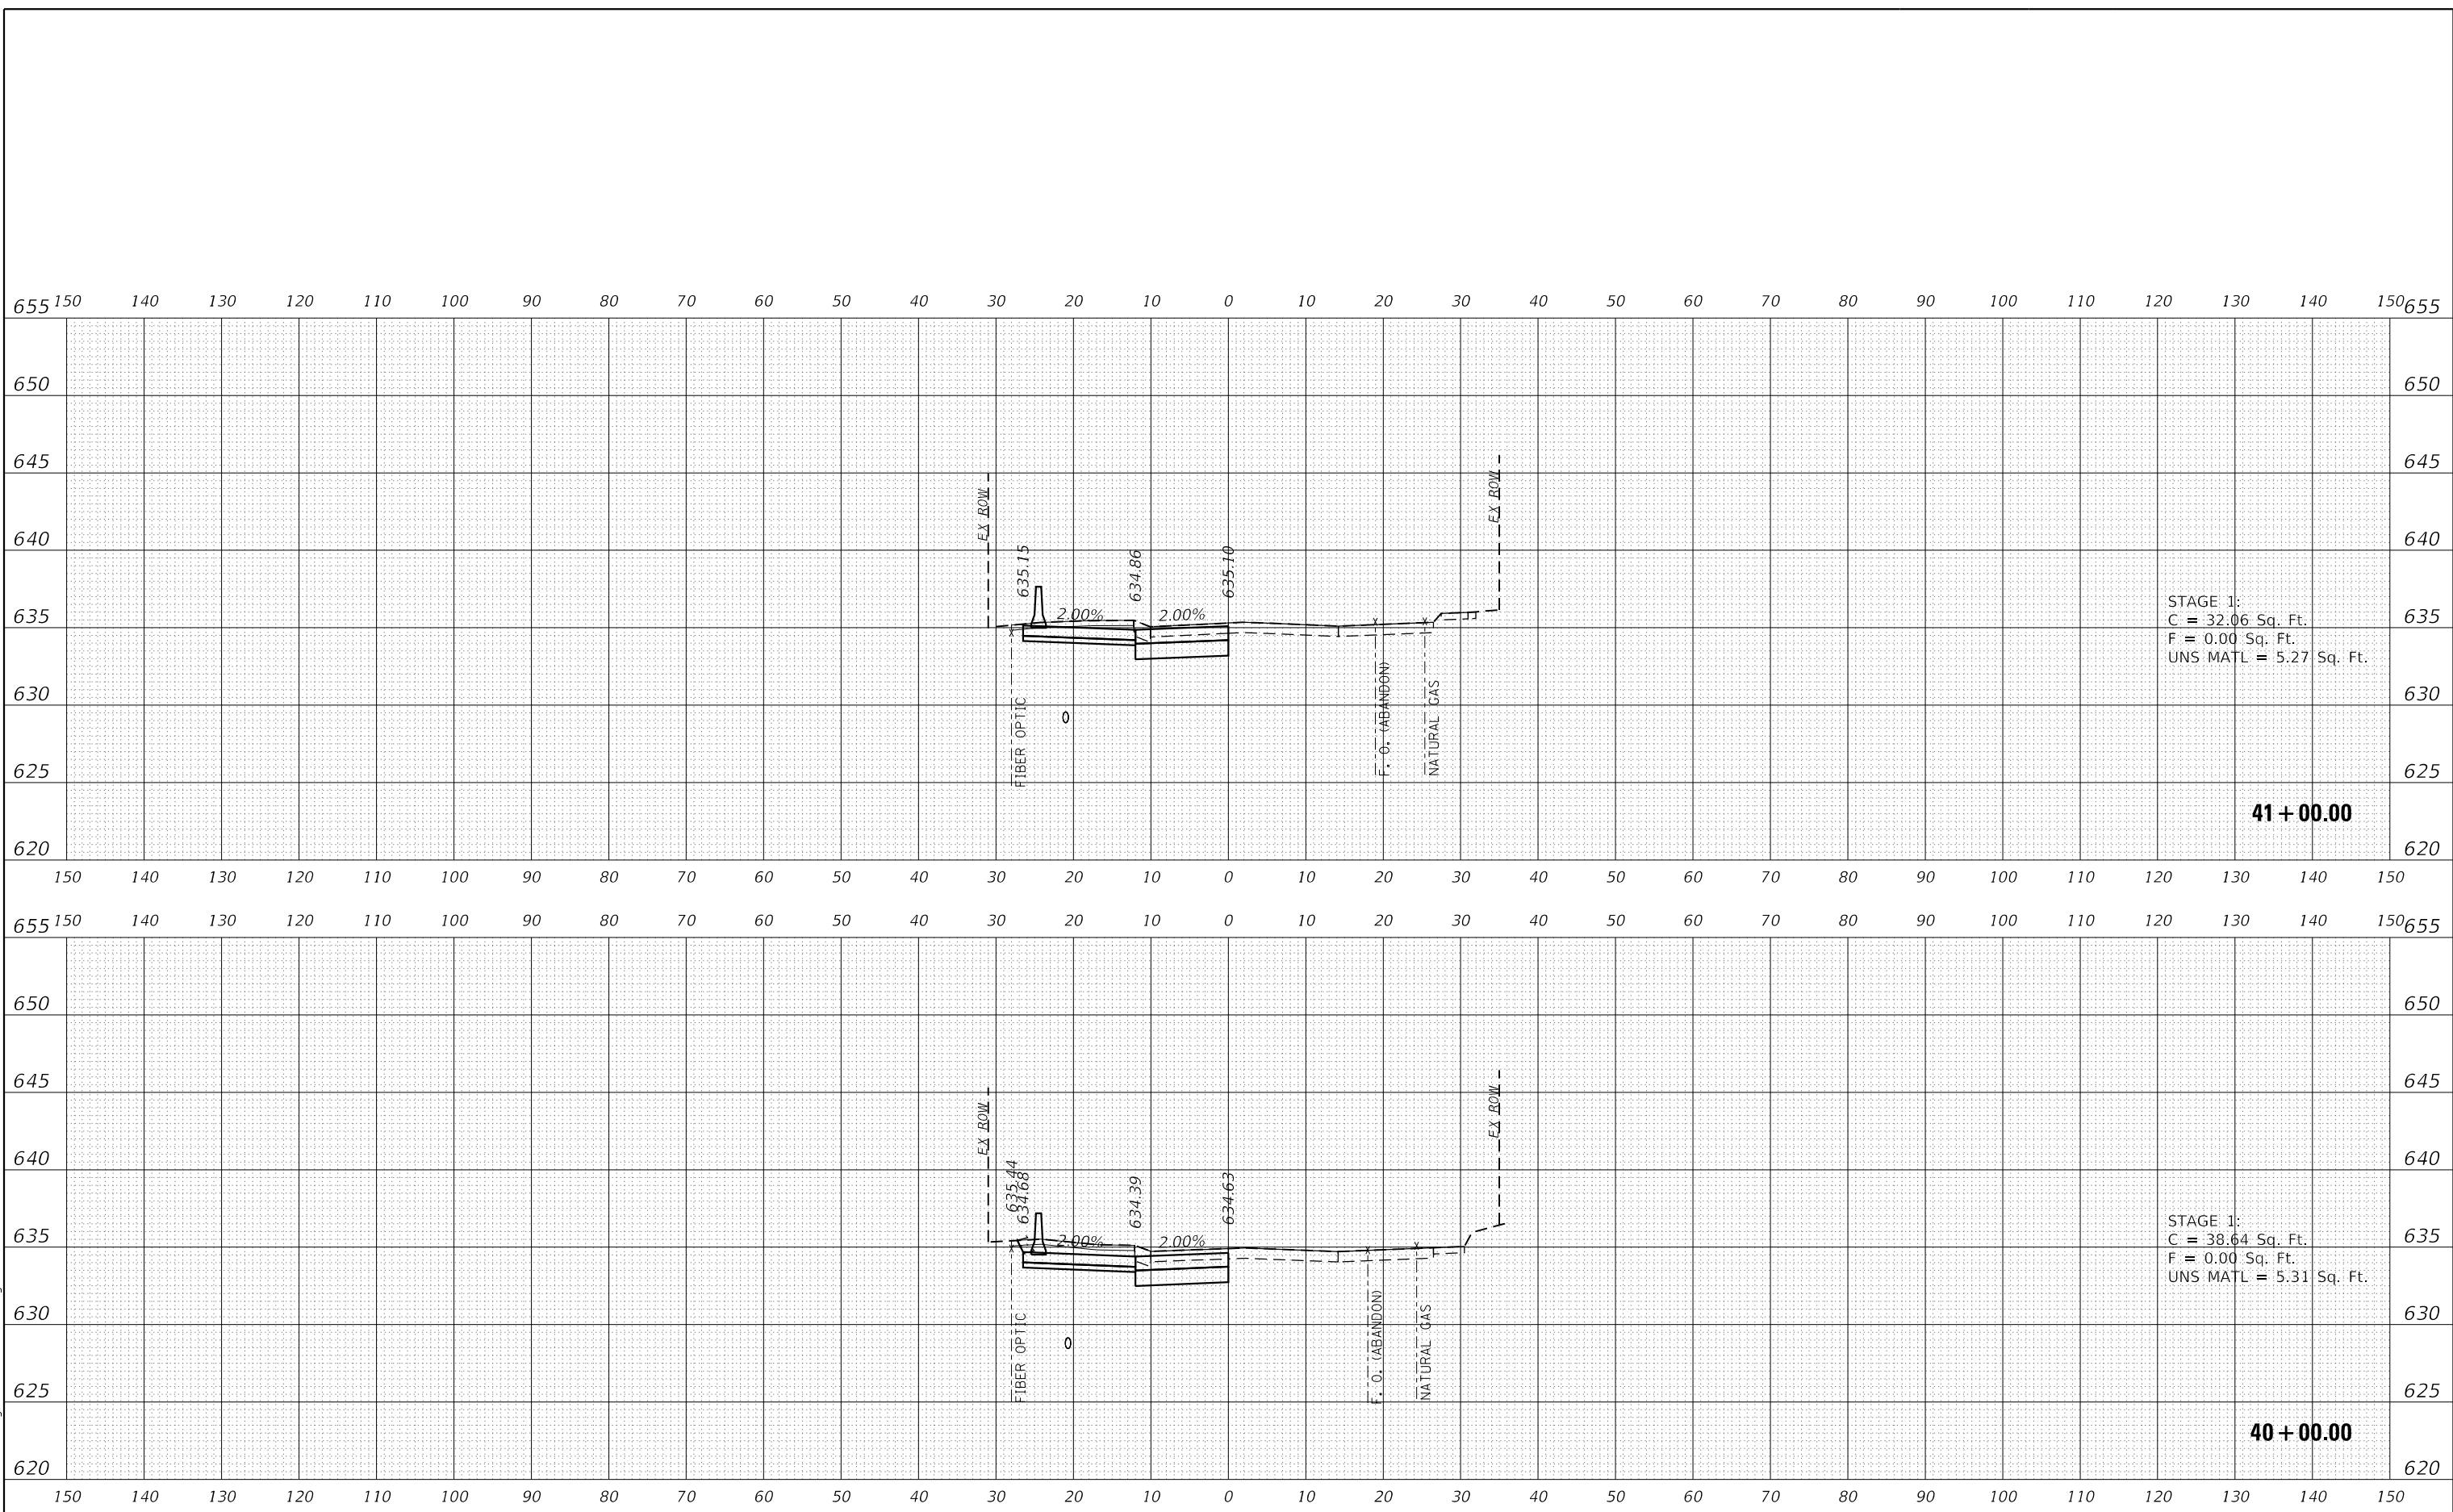 150 140 130 120 110 100 90 80 70 60 50 40 30 20 10 0 10 20 30 40 50 60 70 80 90 100 110 120 130 140 150
655 655
650 650
645 645
EX ROW EX ROW
640 640
635.15 634.86 635.10
635 2.00% 2.00% 635
STAGE 1:
C = 32.06 Sq. Ft.
F = 0.00 Sq. Ft.
UNS MATL = 5.27 Sq. Ft.
630 630
FIBER OPTIC F. O. (ABANDON) NATURAL GAS
625 625
41+00.00
620 620
150 140 130 120 110 100 90 80 70 60 50 40 30 20 10 0 10 20 30 40 50 60 70 80 90 100 110 120 130 140 150
150 140 130 120 110 100 90 80 70 60 50 40 30 20 10 0 10 20 30 40 50 60 70 80 90 100 110 120 130 140 150
655 655
650 650
645 645
EX ROW EX ROW
640 640
635.44 634.68 634.39 634.63
635 2.00% 2.00% 635
STAGE 1:
C = 38.64 Sq. Ft.
F = 0.00 Sq. Ft.
UNS MATL = 5.31 Sq. Ft.
630 630
FIBER OPTIC F. O. (ABANDON) NATURAL GAS
625 625
40+00.00
620 620
150 140 130 120 110 100 90 80 70 60 50 40 30 20 10 0 10 20 30 40 50 60 70 80 90 100 110 120 130 140 150